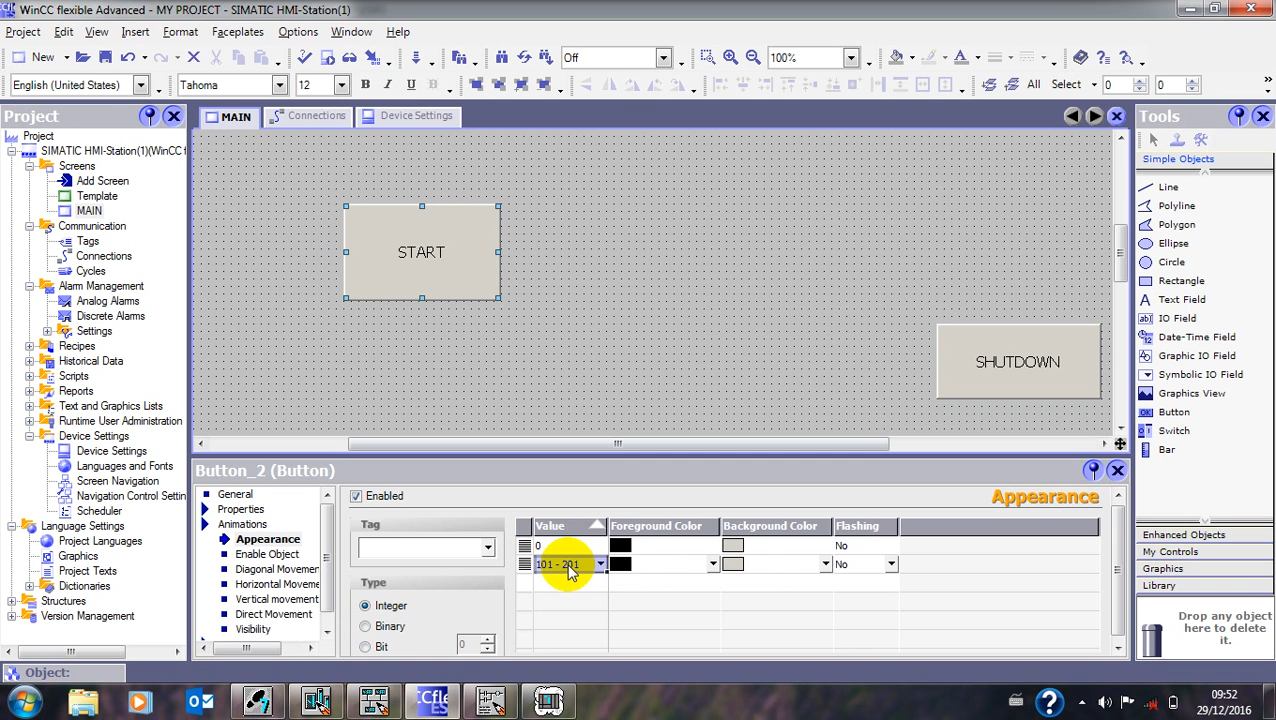 WinCC flexible Advanced - MY PROJECT - SIMATIC HMI-Station(1)
Project Edit View Insert Format Faceplates Options Window Help
New Off 100%
English (United States) Tahoma 12 B I U All Select 0 0
Project
Project
SIMATIC HMI-Station(1)(WinCC f
Screens
Add Screen
Template
MAIN
Communication
Tags
Connections
Cycles
Alarm Management
Analog Alarms
Discrete Alarms
Settings
Recipes
Historical Data
Scripts
Reports
Text and Graphics Lists
Runtime User Administration
Device Settings
Device Settings
Languages and Fonts
Screen Navigation
Navigation Control Settin
Scheduler
Language Settings
Project Languages
Graphics
Project Texts
Dictionaries
Structures
Version Management
MAIN Connections Device Settings
START
SHUTDOWN
Button_2 (Button)
General
Properties
Animations
Appearance
Enable Object
Diagonal Movement
Horizontal Moveme
Vertical movement
Direct Movement
Visibility
Enabled
Appearance
Tag
Type
Integer
Binary
Bit 0
Value Foreground Color Background Color Flashing
0 No
101 - 201 No
Tools
Simple Objects
Line
Polyline
Polygon
Ellipse
Circle
Rectangle
Text Field
IO Field
Date-Time Field
Graphic IO Field
Symbolic IO Field
Graphics View
Button
Switch
Bar
Enhanced Objects
My Controls
Graphics
Library
Drop any object
here to delete
it.
Object:
09:52
29/12/2016